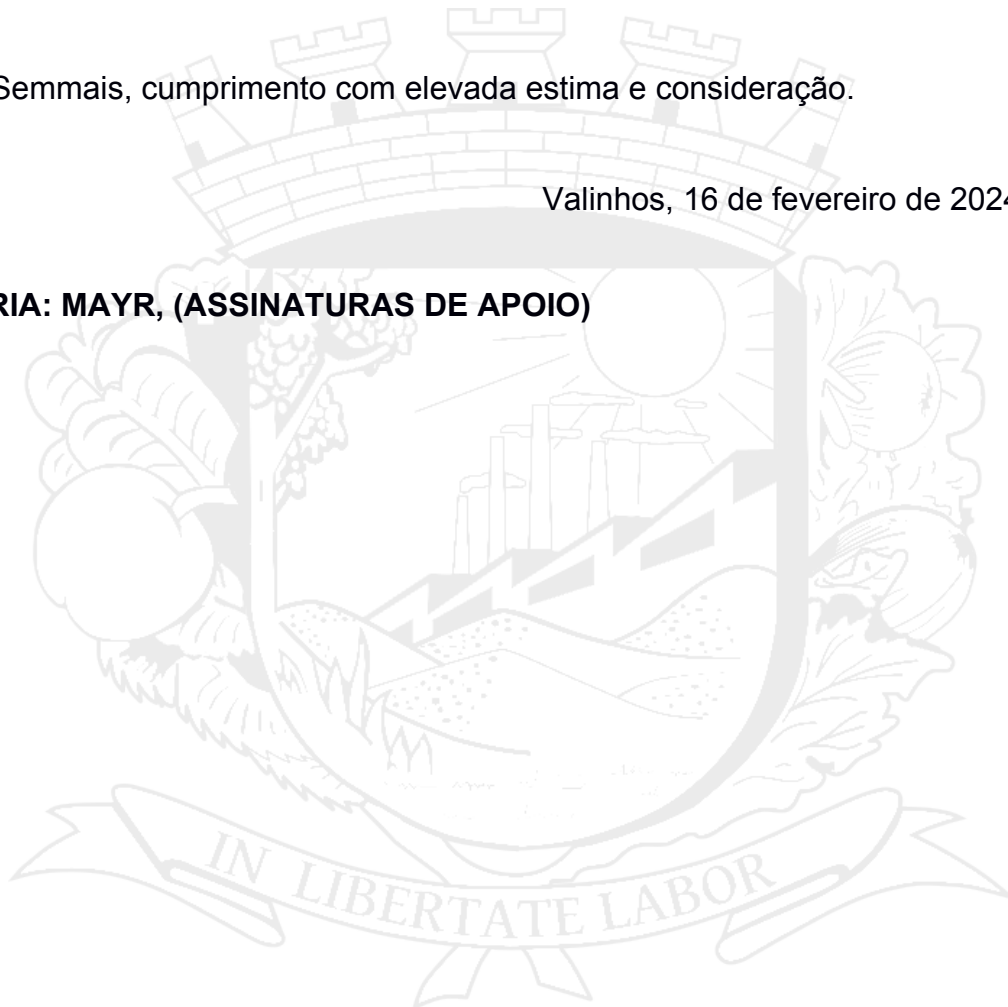 Semmais, cumprimento com elevada estima e consideração.
Valinhos, 16 de fevereiro de 2024
RIA: MAYR, (ASSINATURAS DE APOIO)
IN LIBERTATE LABOR